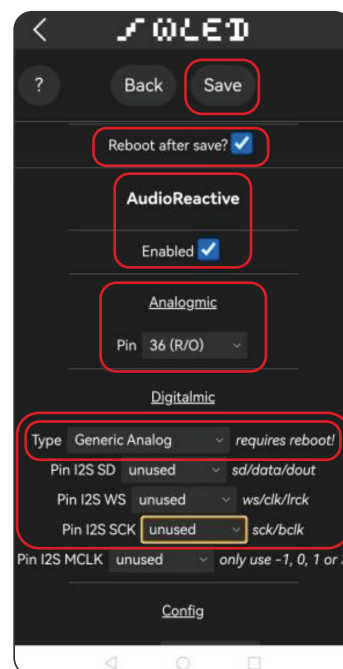 WLED
? Back Save
Reboot after save?
AudioReactive
Enabled
Analogmic
Pin 36 (R/O)
Digitalmic
Type Generic Analog requires reboot!
Pin I2S SD unused sd/data/dout
Pin I2S WS unused ws/clk/lrck
Pin I2S SCK unused sck/bclk
Pin I2S MCLK unused only use -1, 0, 1 or
Config